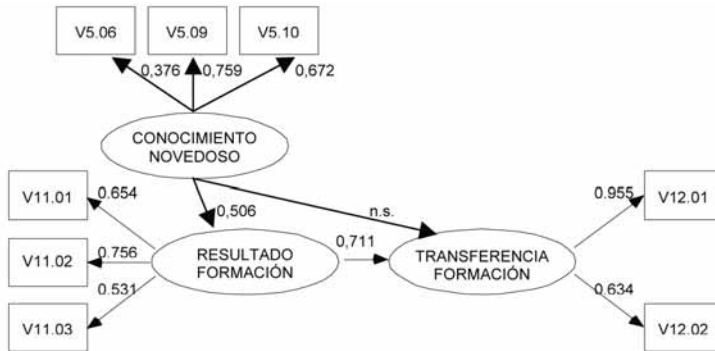 V5.06
V5.09
V5.10
0,376
0,759
0,672
CONOCIMIENTO
NOVEDOSO
V11.01
0.654
n.s.
0.955
V12.01
0,506
V11.02
0.756
RESULTADO
FORMACIÓN
0,711
TRANSFERENCIA
FORMACIÓN
0.531
0.634
V11.03
V12.02